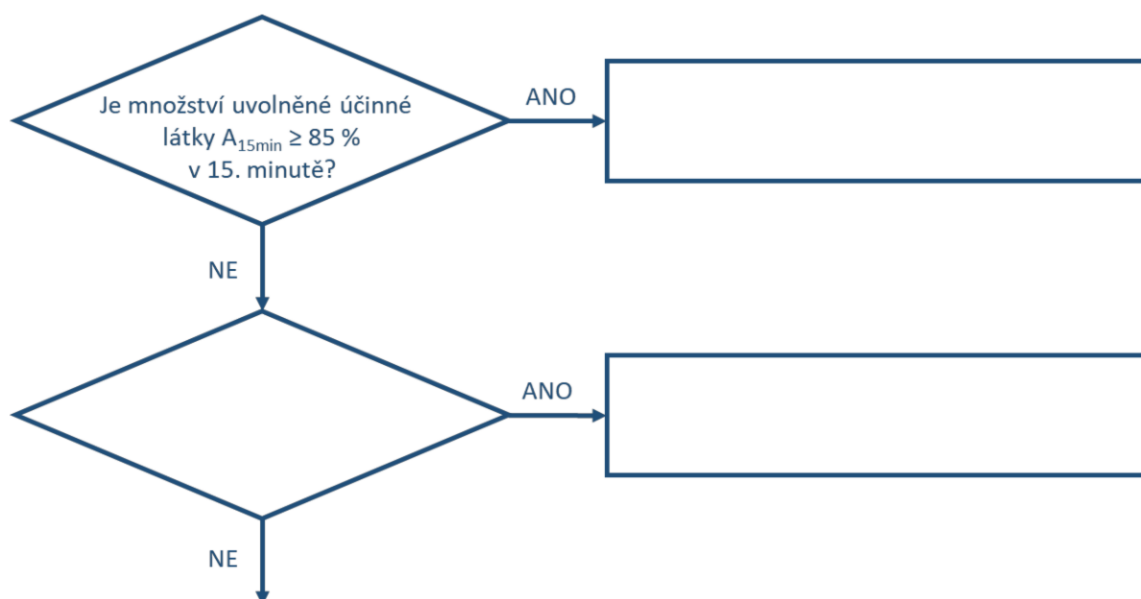 Je množství uvolněné účinné
látky A15min ≥ 85 %
v 15. minutě?
ANO
NE
ANO
NE